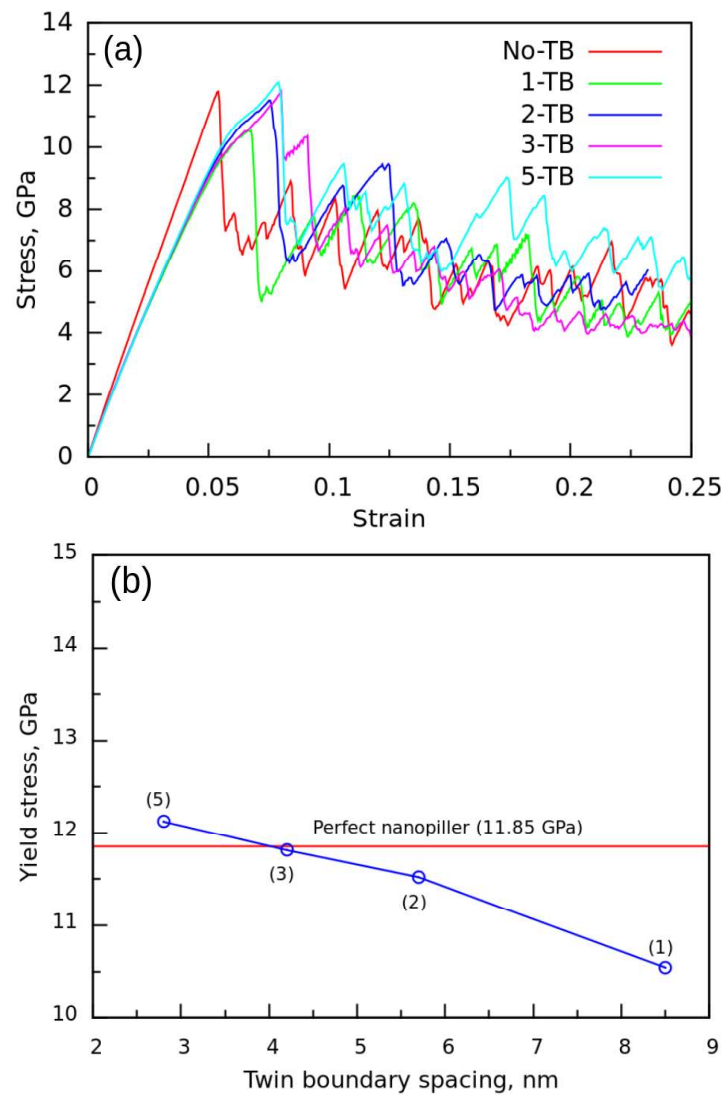 (a)
14
12
10
8
6
4
2
0
Stress, GPa
No-TB
1-TB
2-TB
3-TB
5-TB
0 0.05 0.1 0.15 0.2 0.25
Strain
(b)
15
14
13
12
11
10
Yield stress, GPa
(5)
Perfect nanopiller (11.85 GPa)
(3)
(2)
(1)
2 3 4 5 6 7 8 9
Twin boundary spacing, nm